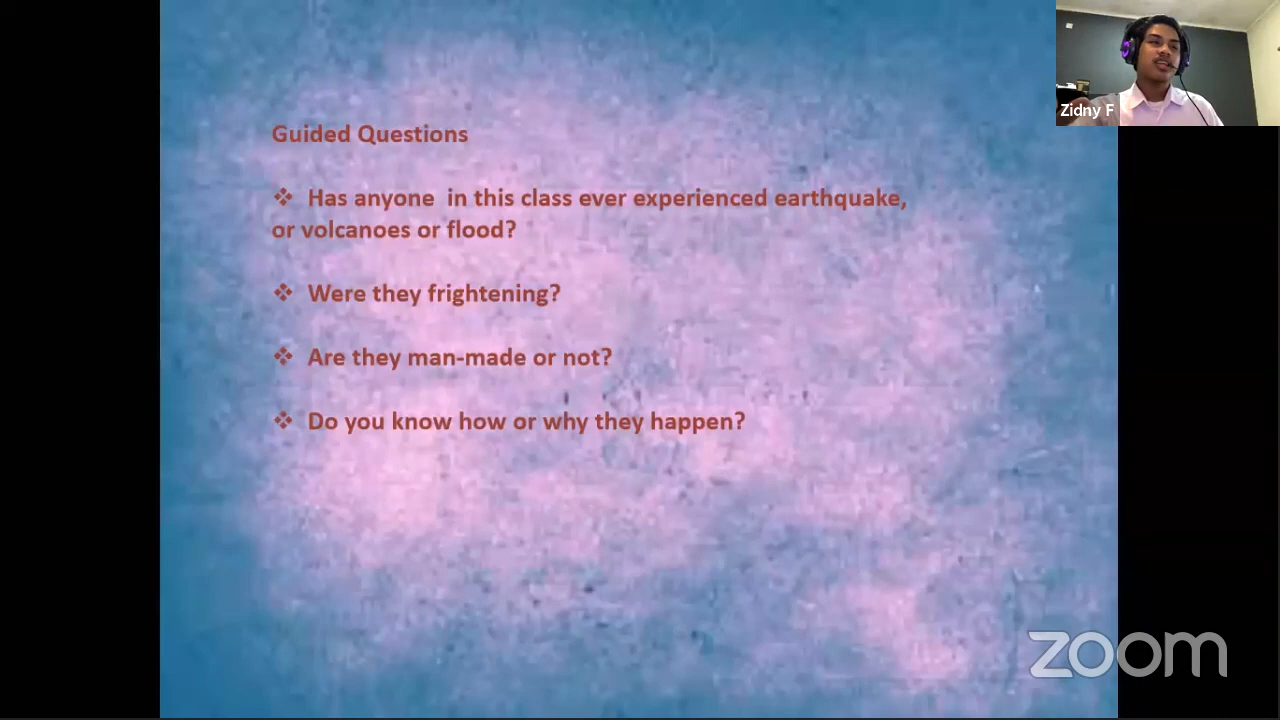 Guided Questions
❖ Has anyone in this class ever experienced earthquake,
or volcanoes or flood?
❖ Were they frightening?
❖ Are they man-made or not?
❖ Do you know how or why they happen?
Zidny F
zoom